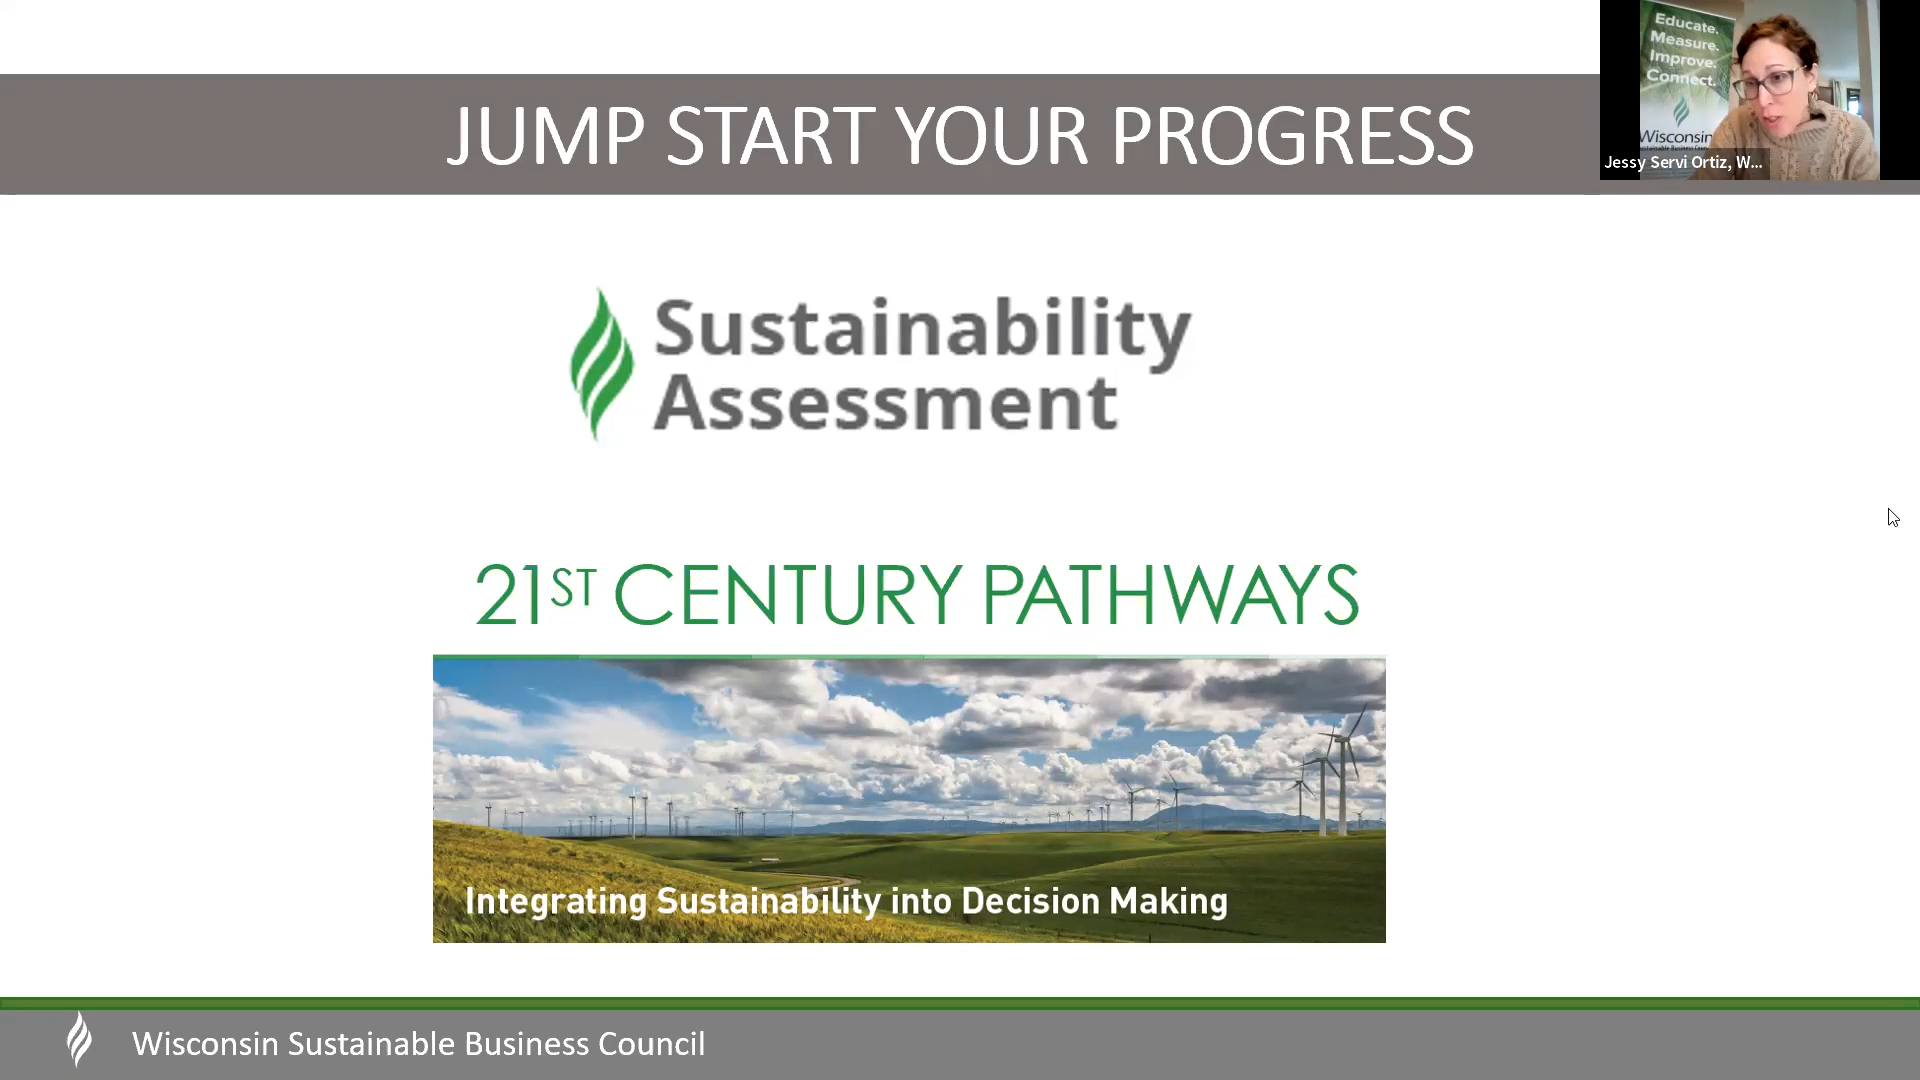 JUMP START YOUR PROGRESS
Educate.
Measure.
Improve.
Connect.
Wisconsin
Jessy Servi Ortiz, W...
Sustainability
Assessment
21ST CENTURY PATHWAYS
Integrating Sustainability into Decision Making
Wisconsin Sustainable Business Council